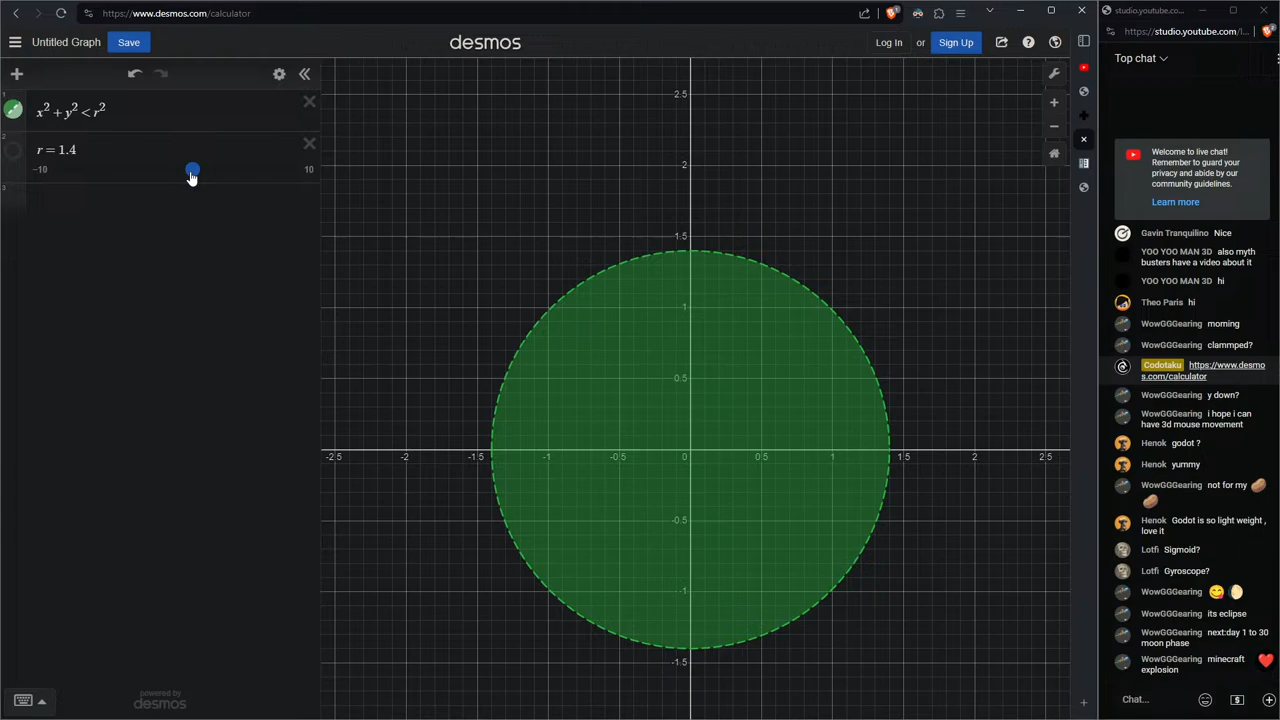 https://www.desmos.com/calculator
Untitled Graph
Save
desmos
Log In
or
Sign Up
1
x² + y² < r²
2
r = 1.4
-10
10
3
2.5
2
1.5
1
0.5
-0.5
-1
-1.5
-2.5
-2
-1.5
-1
-0.5
0
0.5
1
1.5
2
2.5
powered by
desmos
studio.youtube.co...
https://studio.youtube.com/l...
Top chat
Welcome to live chat!
Remember to guard your
privacy and abide by our
community guidelines.
Learn more
Gavin Tranquilino Nice
YOO YOO MAN 3D also myth
busters have a video about it
YOO YOO MAN 3D hi
Theo Paris hi
WowGGGearing morning
WowGGGearing clammped?
Codotaku https://www.desmo
s.com/calculator
WowGGGearing y down?
WowGGGearing i hope i can
have 3d mouse movement
Henok godot ?
Henok yummy
WowGGGearing not for my
Henok Godot is so light weight ,
love it
Lotfi Sigmoid?
Lotfi Gyroscope?
WowGGGearing
WowGGGearing its eclipse
WowGGGearing next:day 1 to 30
moon phase
WowGGGearing minecraft
explosion
Chat...